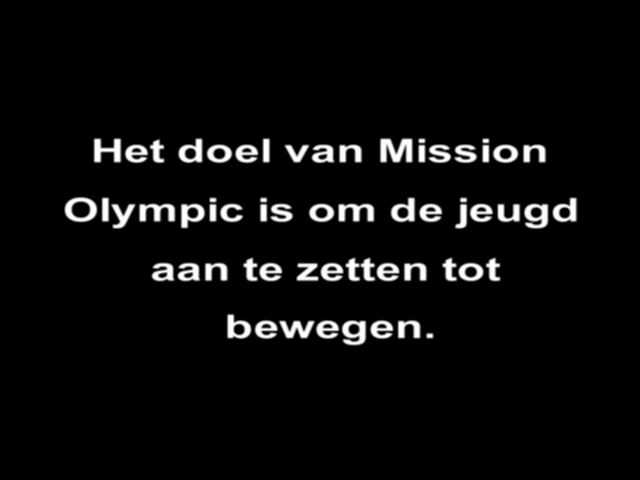 Het doel van Mission
Olympic is om de jeugd
aan te zetten tot
bewegen.